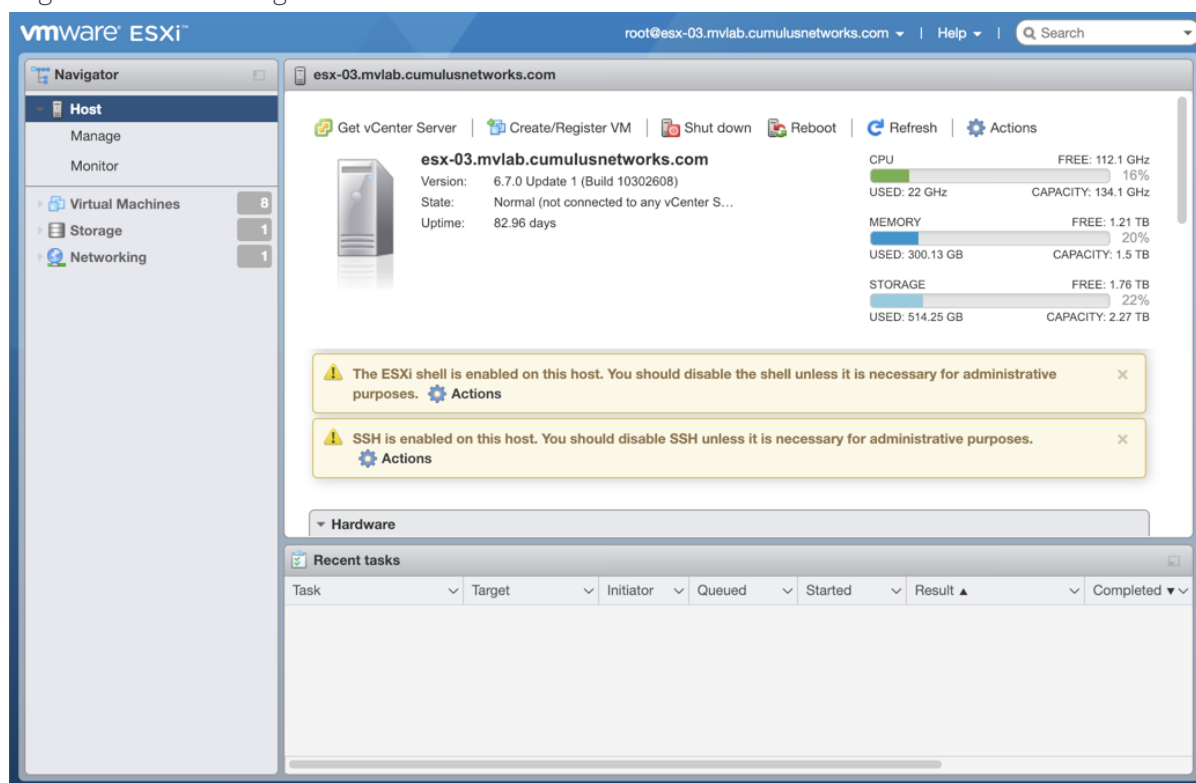 vmware ESXi™
root@esx-03.mvlab.cumulusnetworks.com | Help | Search
Navigator
Host
Manage
Monitor
Virtual Machines 8
Storage 1
Networking 1
esx-03.mvlab.cumulusnetworks.com
Get vCenter Server | Create/Register VM | Shut down Reboot | Refresh | Actions
esx-03.mvlab.cumulusnetworks.com
Version: 6.7.0 Update 1 (Build 10302608)
State: Normal (not connected to any vCenter S...
Uptime: 82.96 days
CPU FREE: 112.1 GHz
16%
USED: 22 GHz CAPACITY: 134.1 GHz
MEMORY FREE: 1.21 TB
20%
USED: 300.13 GB CAPACITY: 1.5 TB
STORAGE FREE: 1.76 TB
22%
USED: 514.25 GB CAPACITY: 2.27 TB
The ESXi shell is enabled on this host. You should disable the shell unless it is necessary for administrative
purposes. Actions
SSH is enabled on this host. You should disable SSH unless it is necessary for administrative purposes.
Actions
Hardware
Recent tasks
Task Target Initiator Queued Started Result ▲ Completed ▼